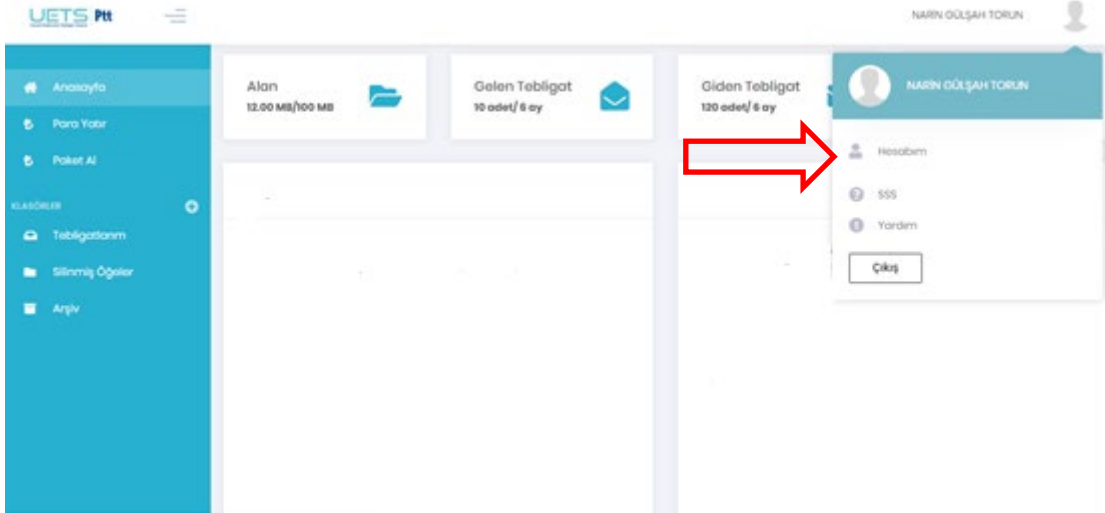 UETS Ptt
NARİN GÜLŞAH TORUN
Anasayfa
Para Yatır
Paket Al
KLASÖRLER
Tebligatlarım
Silinmiş Öğeler
Arşiv
Alan
12.00 MB/100 MB
Gelen Tebligat
10 adet/ 6 ay
Giden Tebligat
120 adet/ 6 ay
NARİN GÜLŞAH TORUN
Hesabım
SSS
Yardım
Çıkış